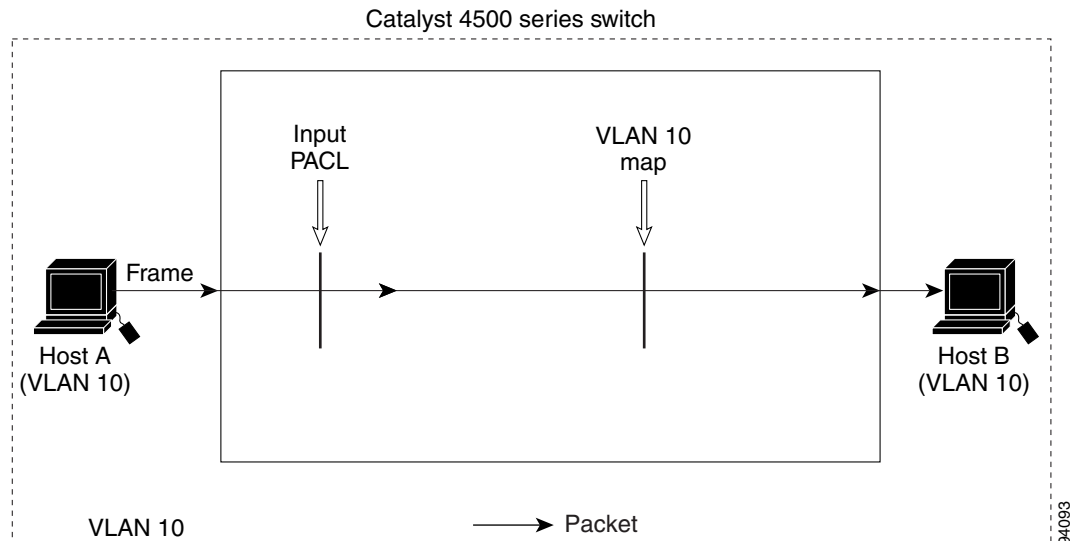 Catalyst 4500 series switch
Input
PACL
VLAN 10
map
Frame
Host A
(VLAN 10)
Host B
(VLAN 10)
VLAN 10
Packet
94093